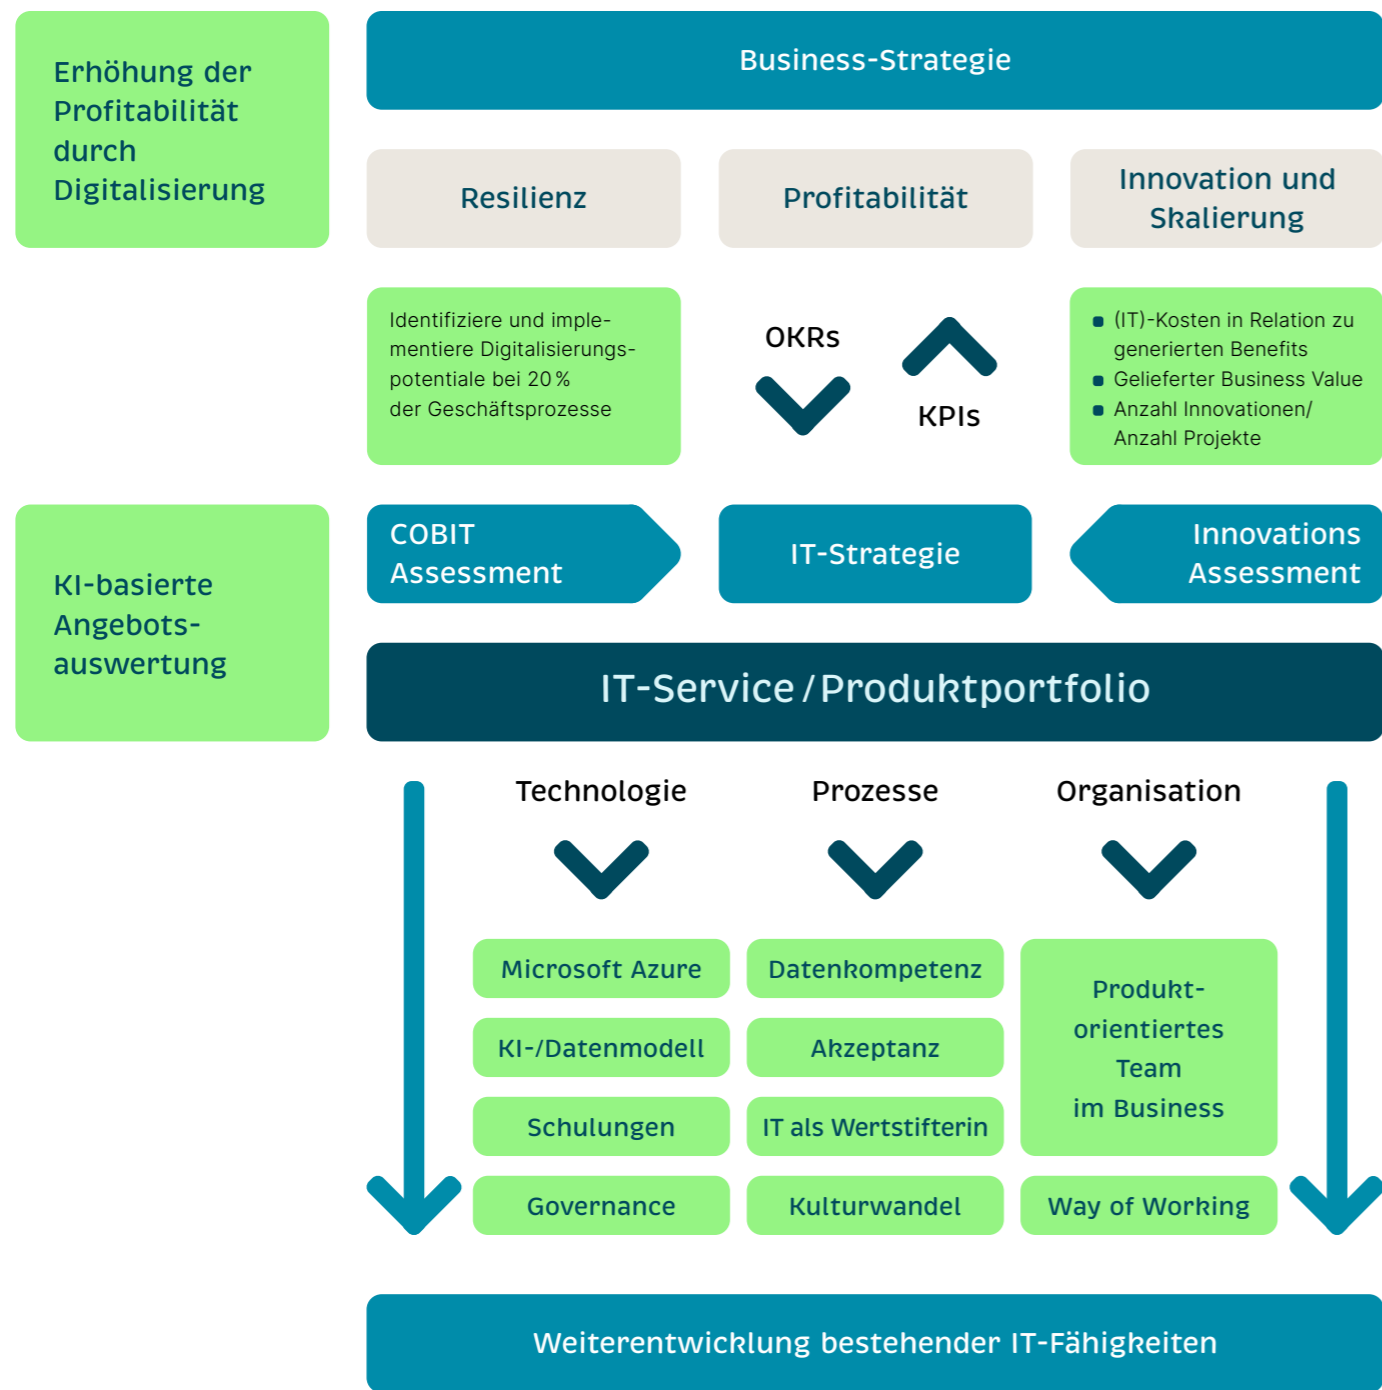 Erhöhung der
Profitabilität
durch
Digitalisierung
Business-Strategie
Resilienz
Profitabilität
Innovation und
Skalierung
Identifiziere und imple-
mentiere Digitalisierungs-
potentiale bei 20 %
der Geschäftsprozesse
OKRs
KPIs
(IT)-Kosten in Relation zu
generierten Benefits
Gelieferter Business Value
Anzahl Innovationen/
Anzahl Projekte
KI-basierte
Angebots-
auswertung
COBIT
Assessment
IT-Strategie
Innovations
Assessment
IT-Service / Produktportfolio
Technologie
Prozesse
Organisation
Microsoft Azure
KI-/Datenmodell
Schulungen
Governance
Datenkompetenz
Akzeptanz
IT als Wertstifterin
Kulturwandel
Produkt-
orientiertes
Team
im Business
Way of Working
Weiterentwicklung bestehender IT-Fähigkeiten